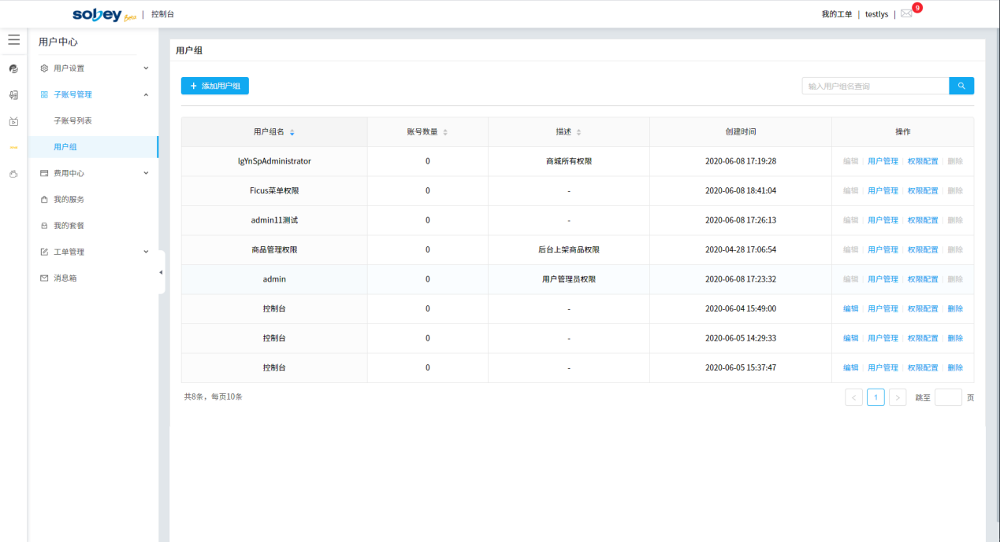 sobey Beta | 控制台
我的工单 | testlys | 9
用户中心
用户设置
子账号管理
子账号列表
用户组
费用中心
我的服务
我的套餐
工单管理
消息箱
用户组
+ 添加用户组
输入用户组名查询
用户组名 账号数量 描述 创建时间 操作
lgYnSpAdministrator 0 商城所有权限 2020-06-08 17:19:28 编辑 用户管理 权限配置 删除
Ficus菜单权限 0 - 2020-06-08 18:41:04 编辑 用户管理 权限配置 删除
admin11测试 0 - 2020-06-08 17:26:13 编辑 用户管理 权限配置 删除
商品管理权限 0 后台上架商品权限 2020-04-28 17:06:54 编辑 用户管理 权限配置 删除
admin 0 用户管理员权限 2020-06-08 17:23:32 编辑 用户管理 权限配置 删除
控制台 0 - 2020-06-04 15:49:00 编辑 用户管理 权限配置 删除
控制台 0 - 2020-06-05 14:29:33 编辑 用户管理 权限配置 删除
控制台 0 - 2020-06-05 15:37:47 编辑 用户管理 权限配置 删除
共8条，每页10条
< 1 > 跳至 页